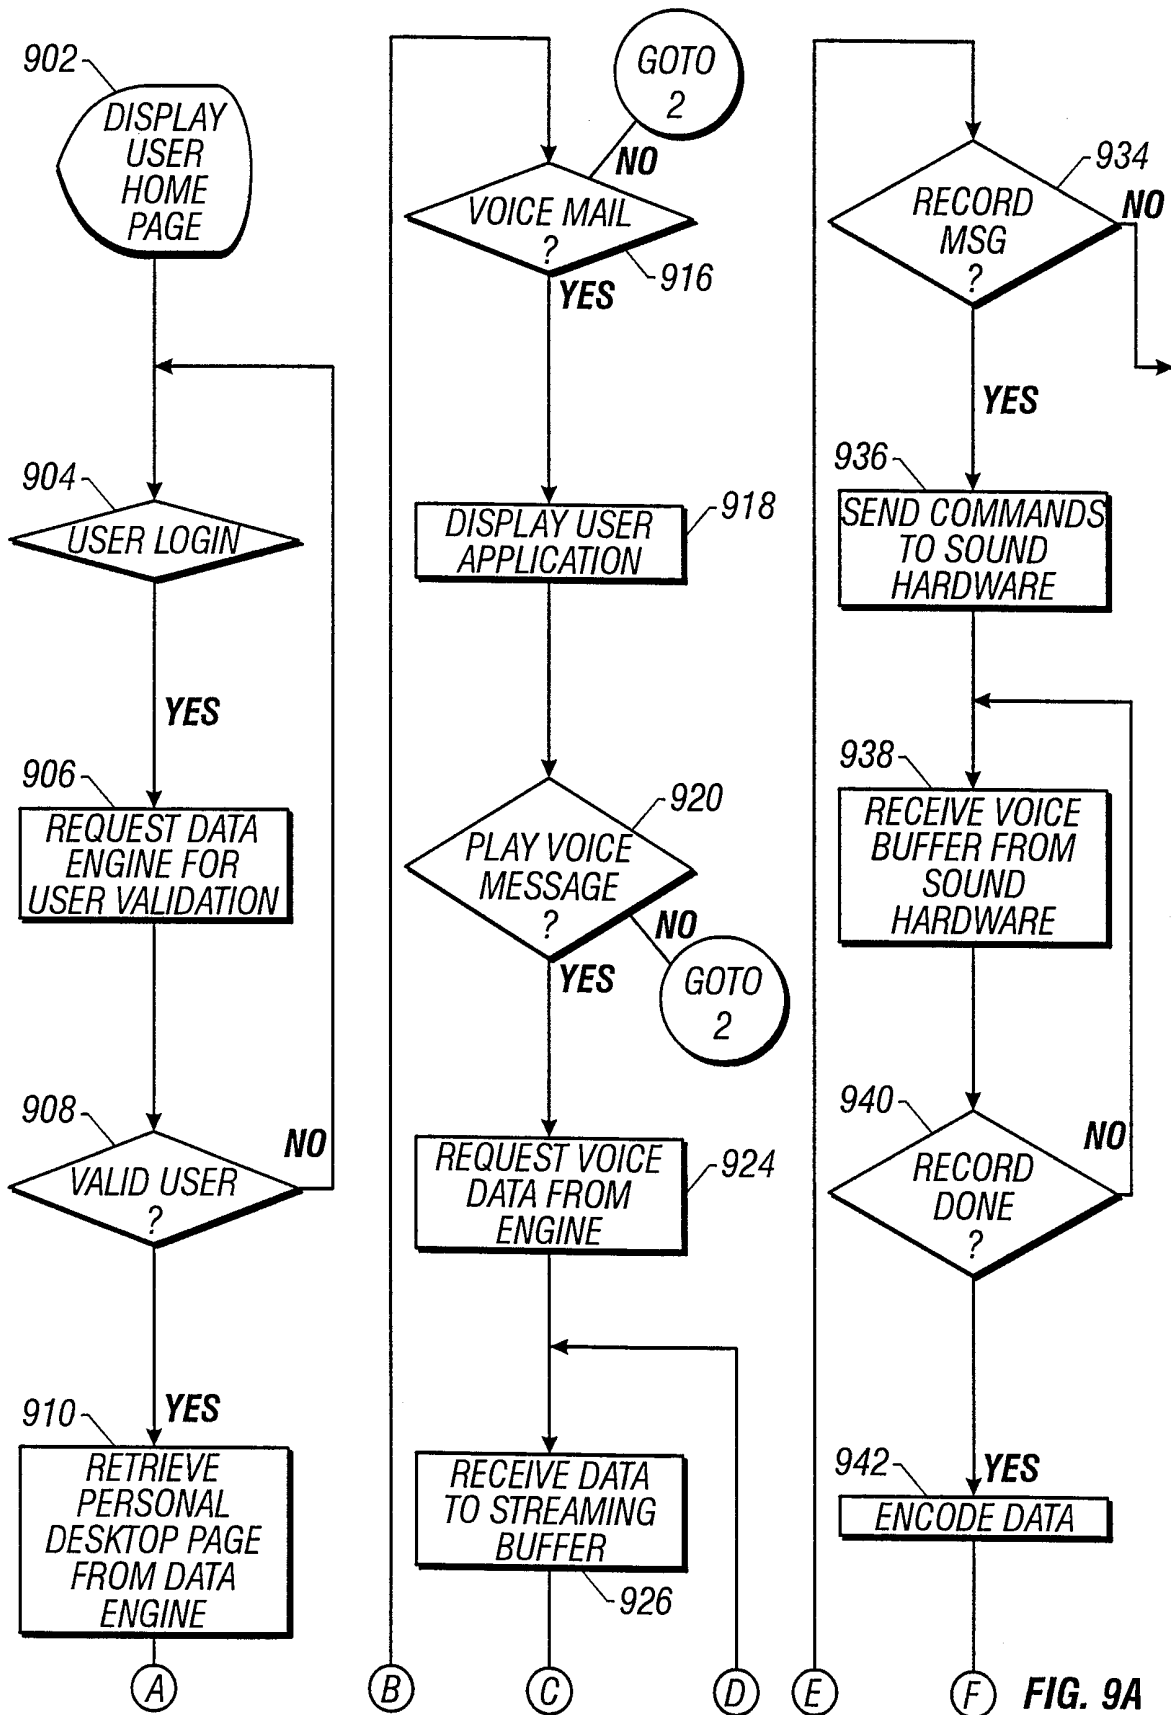 902
DISPLAY
USER
HOME
PAGE
904
USER LOGIN
YES
906
REQUEST DATA
ENGINE FOR
USER VALIDATION
908
NO
VALID USER
?
YES
910
RETRIEVE
PERSONAL
DESKTOP PAGE
FROM DATA
ENGINE
A
GOTO
2
NO
VOICE MAIL
?
916
YES
918
DISPLAY USER
APPLICATION
920
PLAY VOICE
MESSAGE
?
NO
YES
GOTO
2
REQUEST VOICE
DATA FROM
ENGINE
924
RECEIVE DATA
TO STREAMING
BUFFER
926
B
C
D
934
NO
RECORD
MSG
?
YES
936
SEND COMMANDS
TO SOUND
HARDWARE
938
RECEIVE VOICE
BUFFER FROM
SOUND
HARDWARE
940
NO
RECORD
DONE
?
YES
942
ENCODE DATA
E
F
FIG. 9A